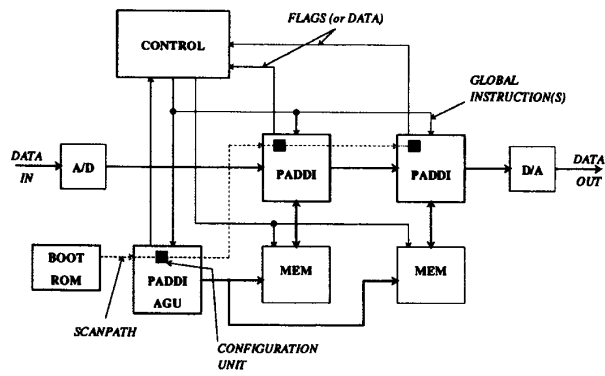 FLAGS (or DATA)
CONTROL
GLOBAL
INSTRUCTION(S)
DATA
IN
A/D
PADDI
PADDI
D/A
DATA
OUT
BOOT
ROM
PADDI
AGU
MEM
MEM
SCANPATH
CONFIGURATION
UNIT